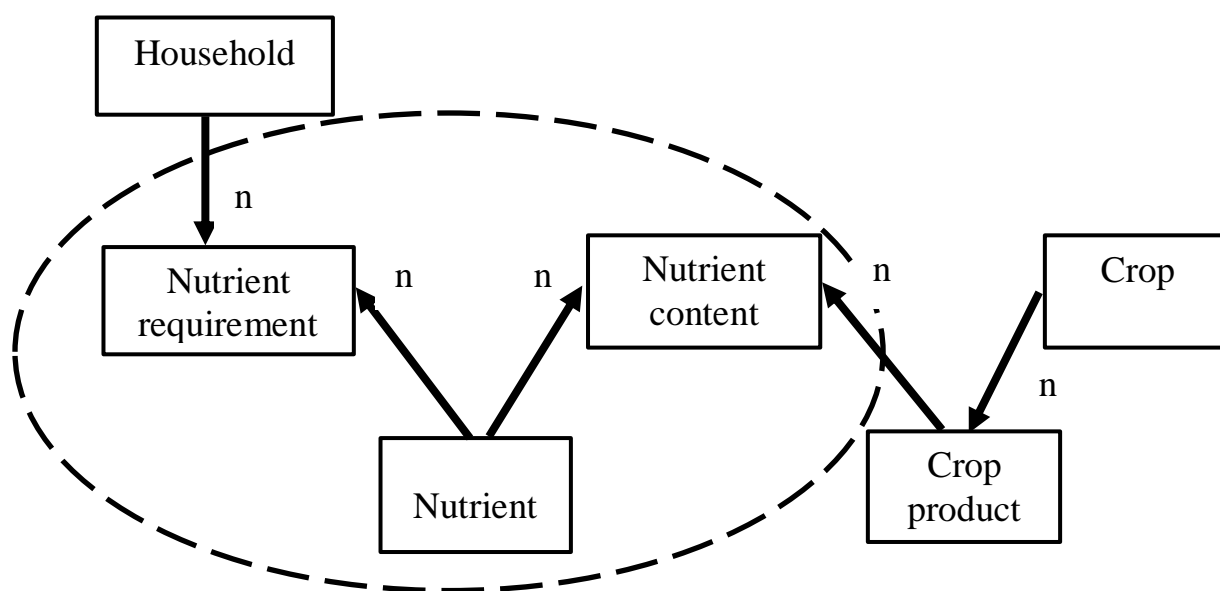 Household
n
Nutrient
requirement
n
n
Nutrient
content
n
Crop
n
Nutrient
Crop
product